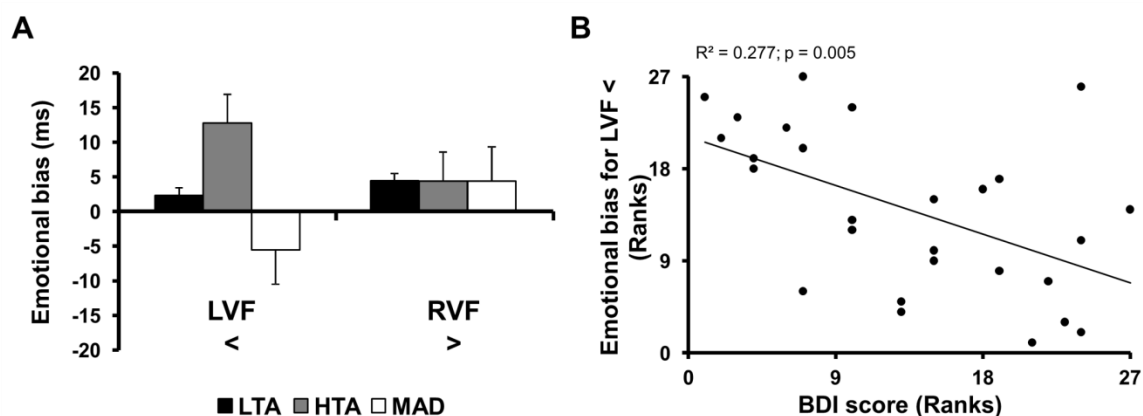 A
Emotional bias (ms)
20
15
10
5
0
-5
-10
-15
-20
LVF
<
RVF
>
LTA HTA MAD
B
R² = 0.277; p = 0.005
Emotional bias for LVF <
(Ranks)
27
18
9
0
0 9 18 27
BDI score (Ranks)